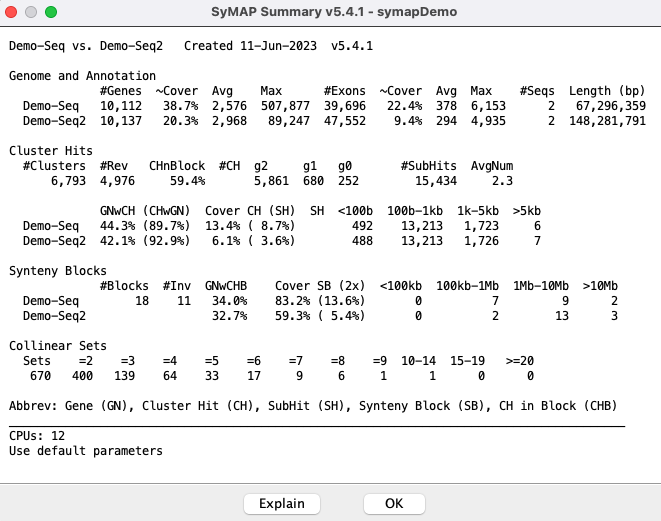 SyMAP Summary v5.4.1 - symapDemo
Demo-Seq vs. Demo-Seq2   Created 11-Jun-2023  v5.4.1
Genome and Annotation
#Genes  ~Cover  Avg    Max      #Exons  ~Cover  Avg  Max    #Seqs  Length (bp)
Demo-Seq   10,112  38.7%  2,576  507,877  39,696  22.4%  378  6,153  2   67,296,359
Demo-Seq2  10,137  20.3%  2,968   89,247  47,552   9.4%  294  4,935  2  148,281,791
Cluster Hits
#Clusters  #Rev   CHnBlock  #CH  g2     g1   g0      #SubHits  AvgNum
6,793  4,976     59.4%       5,861  680  252        15,434     2.3
GNwCH (CHwGN)  Cover CH (SH)  SH  <100b  100b-1kb  1k-5kb  >5kb
Demo-Seq   44.3% (89.7%)  13.4% ( 8.7%)      492    13,213   1,723     6
Demo-Seq2  42.1% (92.9%)   6.1% ( 3.6%)      488    13,213   1,726     7
Synteny Blocks
#Blocks  #Inv  GNwCHB    Cover SB (2x)  <100kb  100kb-1Mb  1Mb-10Mb  >10Mb
Demo-Seq        18    11   34.0%    83.2% (13.6%)       0          7         9      2
Demo-Seq2                  32.7%    59.3% ( 5.4%)       0          2        13      3
Collinear Sets
Sets   =2   =3   =4   =5   =6   =7   =8   =9  10-14  15-19   >=20
670  400  139   64   33   17    9    6    1      1      0      0
Abbrev: Gene (GN), Cluster Hit (CH), SubHit (SH), Synteny Block (SB), CH in Block (CHB)
CPUs: 12
Use default parameters
Explain
OK